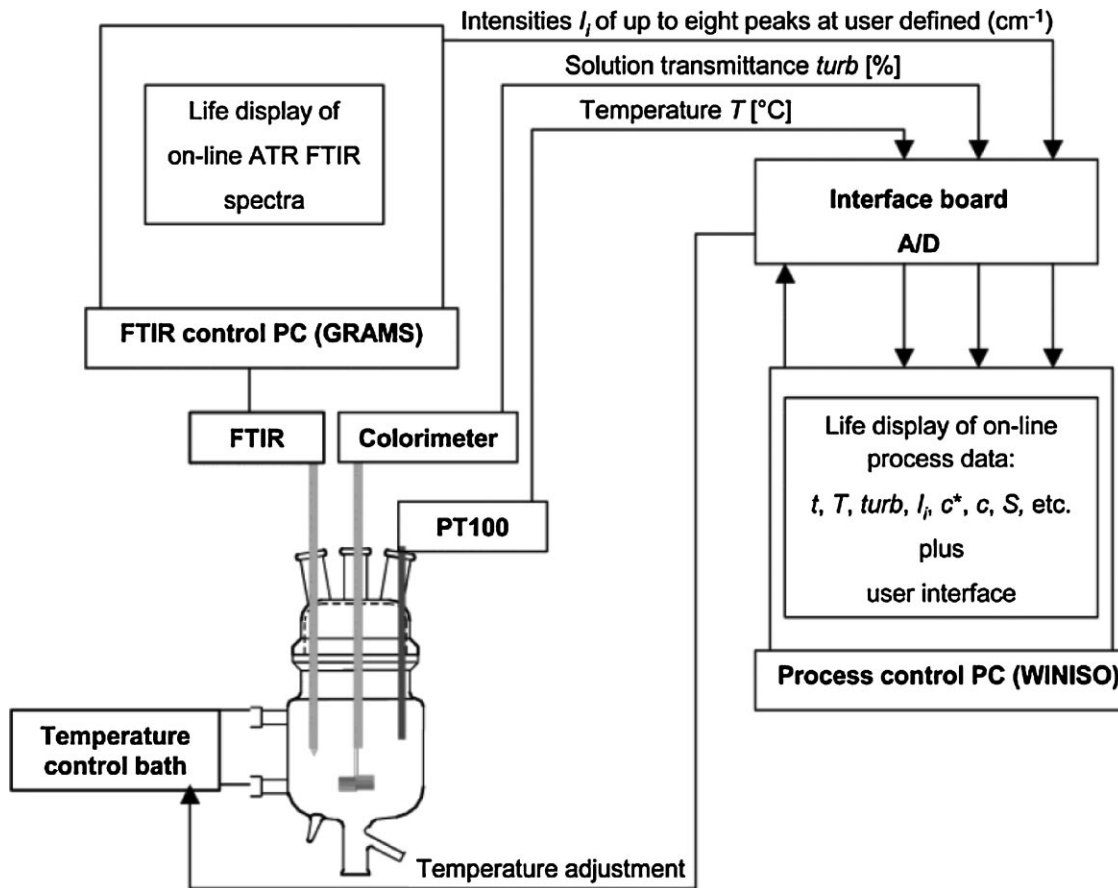 Intensities Iᵢ of up to eight peaks at user defined (cm⁻¹)
Solution transmittance turb [%]
Temperature T [°C]
Life display of
on-line ATR FTIR
spectra
FTIR control PC (GRAMS)
Interface board
A/D
FTIR
Colorimeter
PT100
Life display of on-line
process data:
t, T, turb, Iᵢ, c*, c, S, etc.
plus
user interface
Process control PC (WINISO)
Temperature
control bath
Temperature adjustment